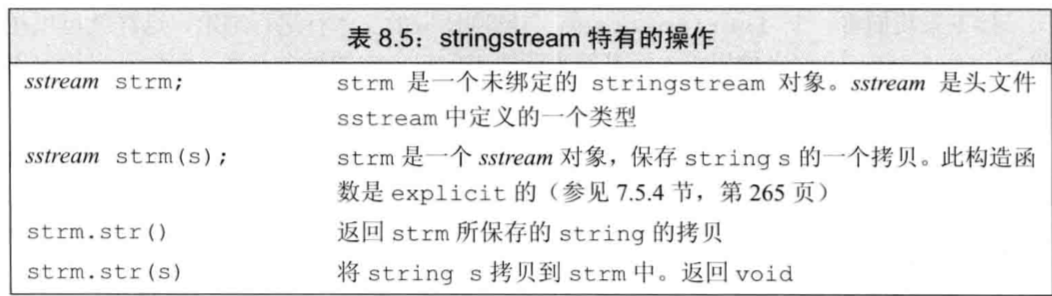 表 8.5：stringstream 特有的操作
sstream strm; strm 是一个未绑定的 stringstream 对象。sstream 是头文件
sstream 中定义的一个类型
sstream strm(s); strm 是一个 sstream 对象，保存 string s 的一个拷贝。此构造函
数是 explicit 的（参见 7.5.4 节，第 265 页）
strm.str() 返回 strm 所保存的 string 的拷贝
strm.str(s) 将 string s 拷贝到 strm 中。返回 void